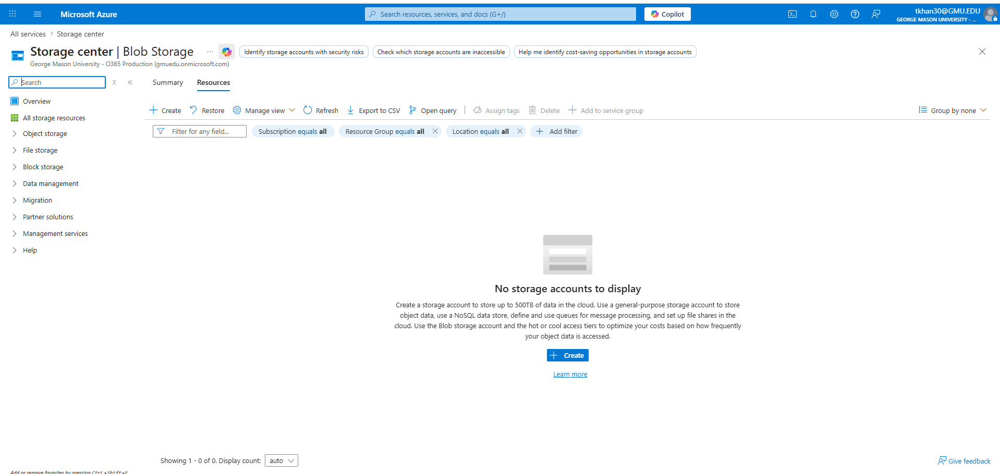 Microsoft Azure
Search resources, services, and docs (G+/)
Copilot
tkhan30@GMU.EDU
GEORGE MASON UNIVERSITY - ...
All services > Storage center
Storage center | Blob Storage
...
Identify storage accounts with security risks
Check which storage accounts are inaccessible
Help me identify cost-saving opportunities in storage accounts
George Mason University - O365 Production (gmuedu.onmicrosoft.com)
Search
Overview
All storage resources
Object storage
File storage
Block storage
Data management
Migration
Partner solutions
Management services
Help
Summary
Resources
Create
Restore
Manage view
Refresh
Export to CSV
Open query
Assign tags
Delete
Add to service group
Group by none
Filter for any field...
Subscription equals all
Resource Group equals all
Location equals all
Add filter
No storage accounts to display
Create a storage account to store up to 500TB of data in the cloud. Use a general-purpose storage account to store
object data, use a NoSQL data store, define and use queues for message processing, and set up file shares in the
cloud. Use the Blob storage account and the hot or cool access tiers to optimize your costs based on how frequently
your object data is accessed.
Create
Learn more
Showing 1 - 0 of 0. Display count: auto
Give feedback
Add or remove favorites by pressing Ctrl+Shift+F